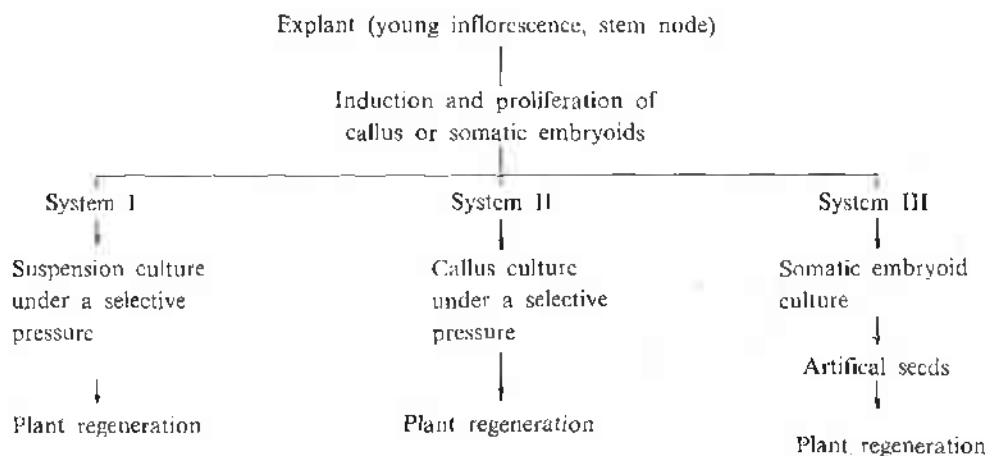 Explant (young inflorescence, stem node)
Induction and proliferation of
callus or somatic embryoids
System I
System II
System III
Suspension culture
under a selective
pressure
Callus culture
under a selective
pressure
Somatic embryoid
culture
Artifical seeds
Plant regeneration
Plant regeneration
Plant regeneration